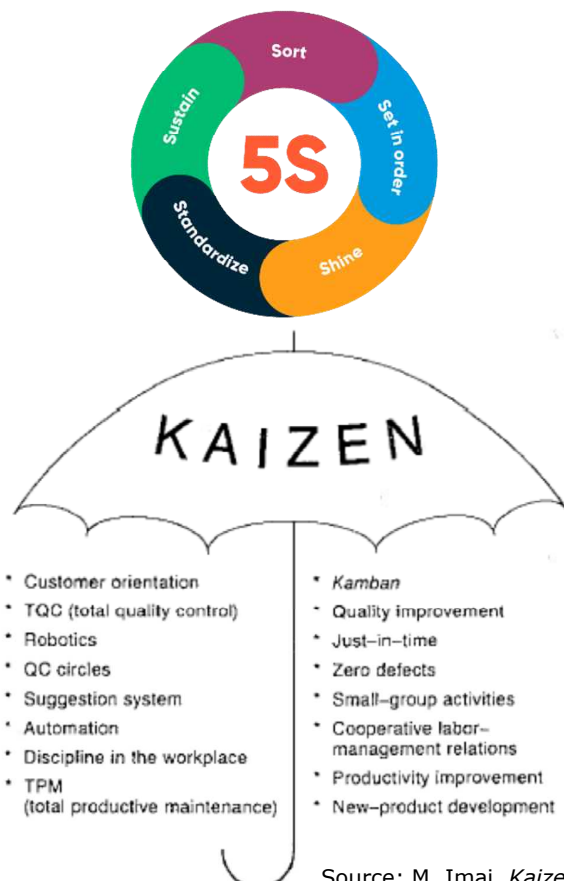 Sort
Set in order
Shine
Standardize
Sustain
5S
KAIZEN
* Customer orientation
* TQC (total quality control)
* Robotics
* QC circles
* Suggestion system
* Automation
* Discipline in the workplace
* TPM
(total productive maintenance)
* Kamban
* Quality improvement
* Just-in-time
* Zero defects
* Small-group activities
* Cooperative labor-
management relations
* Productivity improvement
* New-product development
Source: M. Imai,